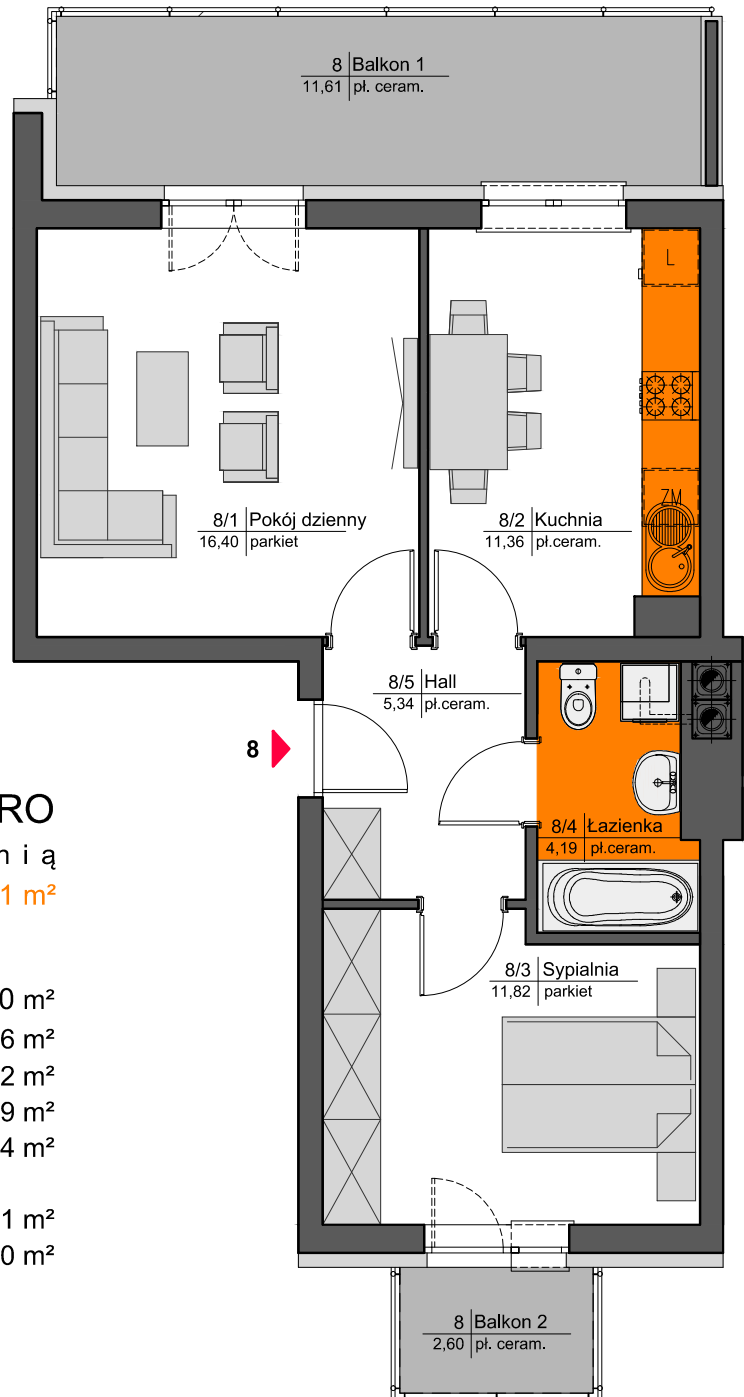 8 Balkon 1
11,61 pł. ceram.
L
ZM
8/1 Pokój dzienny
16,40 parkiet
8/2 Kuchnia
11,36 pł.ceram.
8/5 Hall
5,34 pł.ceram.
8
RO
n i ą
1 m²
8/4 Łazienka
4,19 pł.ceram.
8/3 Sypialnia
11,82 parkiet
0 m²
6 m²
2 m²
9 m²
4 m²
1 m²
0 m²
8 Balkon 2
2,60 pł. ceram.